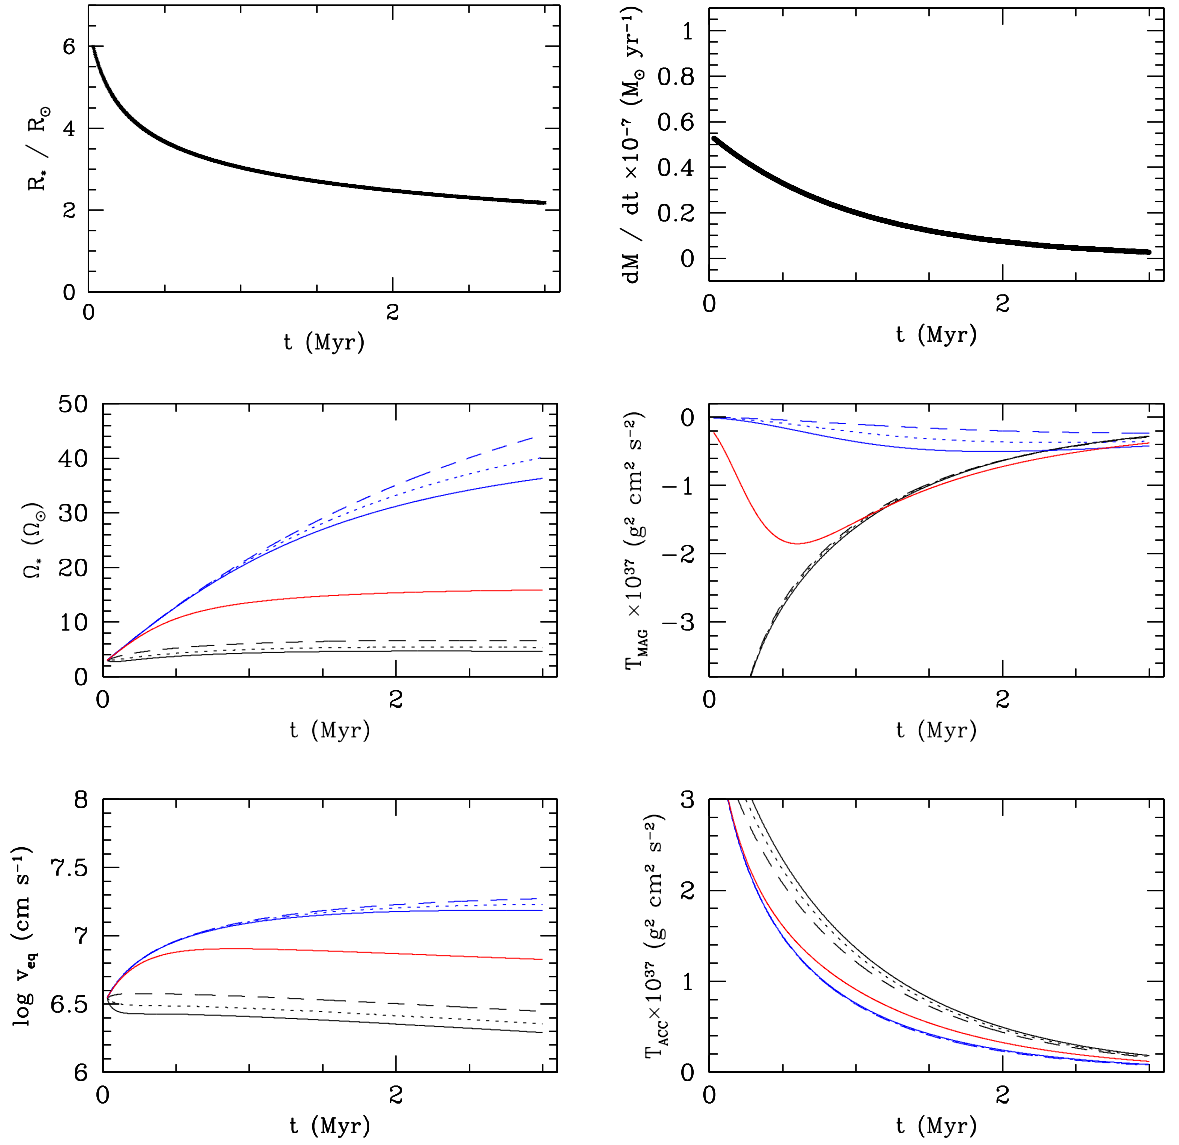 6
4
2
0
R* / R☉
0 2
t (Myr)
1
0.8
0.6
0.4
0.2
0
dM / dt ×10⁻⁷ (M☉ yr⁻¹)
0 2
t (Myr)
50
40
30
20
10
0
Ω* (Ω☉)
0 2
t (Myr)
0
−1
−2
−3
T_MAG ×10³⁷ (g² cm² s⁻²)
0 2
t (Myr)
8
7.5
7
6.5
6
log v_eq (cm s⁻¹)
0 2
t (Myr)
3
2
1
0
T_ACC×10³⁷ (g² cm² s⁻²)
0 2
t (Myr)